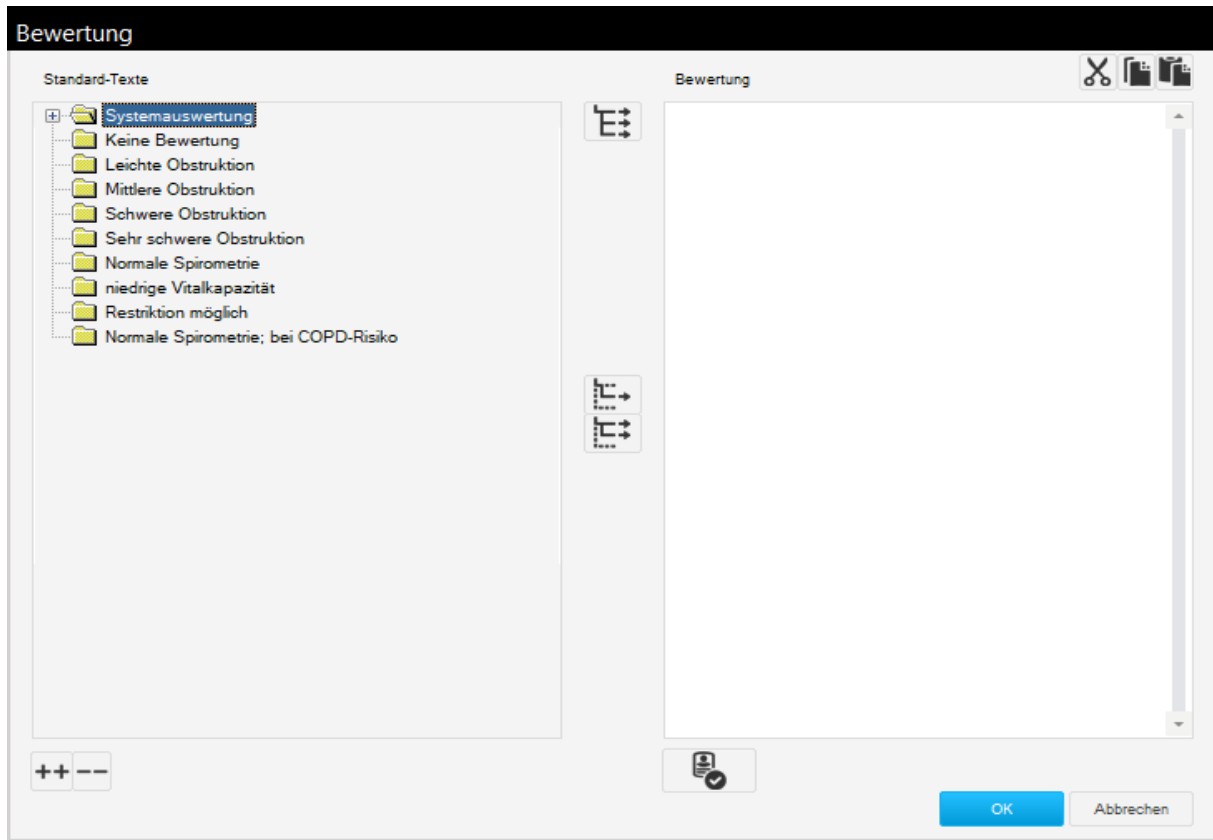 Bewertung
Standard-Texte
Bewertung
Systemauswertung
Keine Bewertung
Leichte Obstruktion
Mittlere Obstruktion
Schwere Obstruktion
Sehr schwere Obstruktion
Normale Spirometrie
niedrige Vitalkapazität
Restriktion möglich
Normale Spirometrie; bei COPD-Risiko
++ --
OK Abbrechen